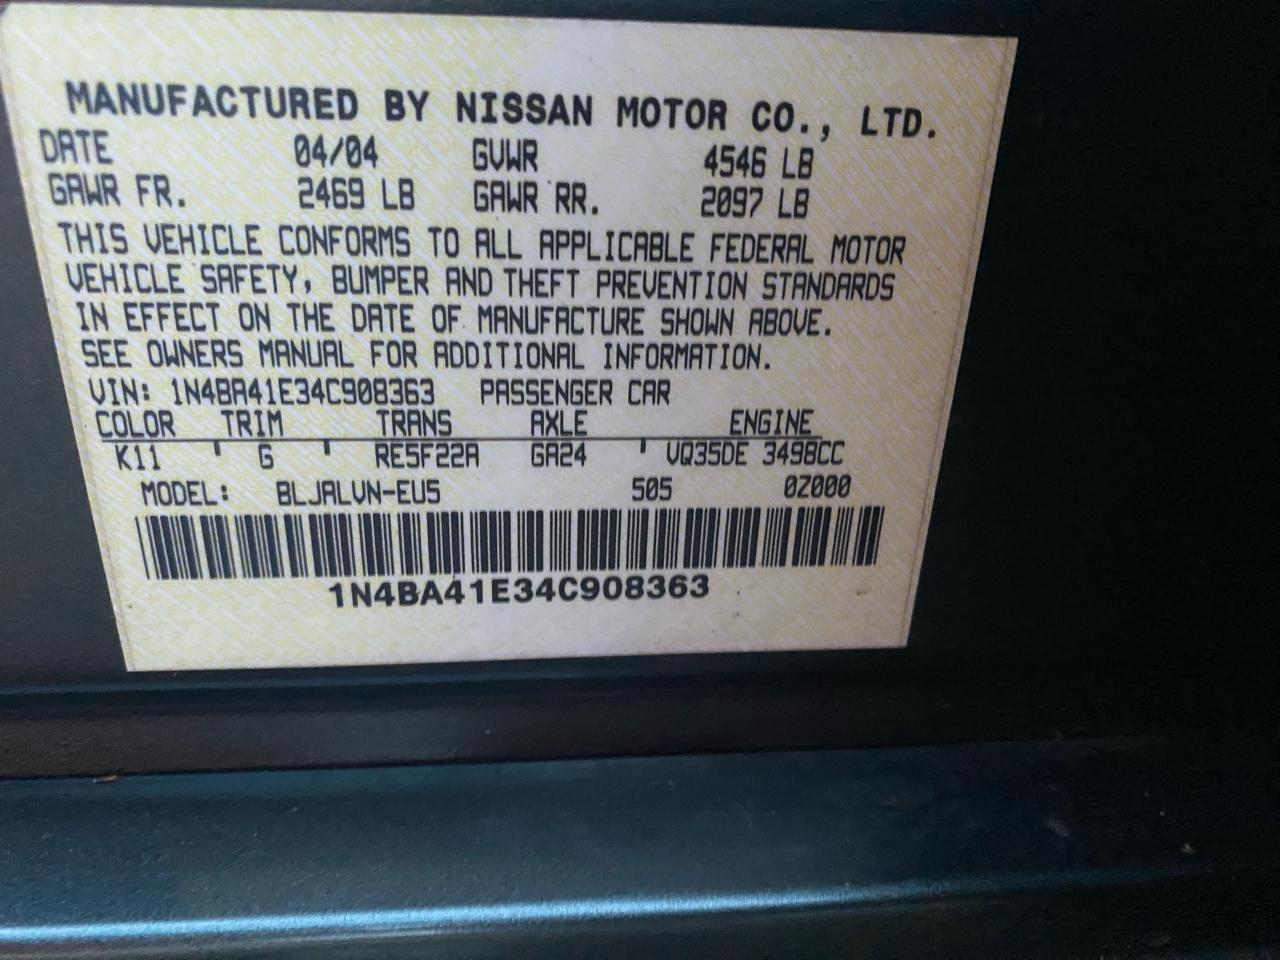 MANUFACTURED BY NISSAN MOTOR CO., LTD.
DATE 04/04 GVWR 4546 LB
GAWR FR. 2469 LB GAWR RR. 2097 LB
THIS VEHICLE CONFORMS TO ALL APPLICABLE FEDERAL MOTOR
VEHICLE SAFETY, BUMPER AND THEFT PREVENTION STANDARDS
IN EFFECT ON THE DATE OF MANUFACTURE SHOWN ABOVE.
SEE OWNERS MANUAL FOR ADDITIONAL INFORMATION.
VIN: 1N4BA41E34C908363 PASSENGER CAR
COLOR TRIM TRANS AXLE ENGINE
K11 G RE5F22A GA24 VQ35DE 3498CC
MODEL: BLJALVN-EUS 505 0Z000
1N4BA41E34C908363